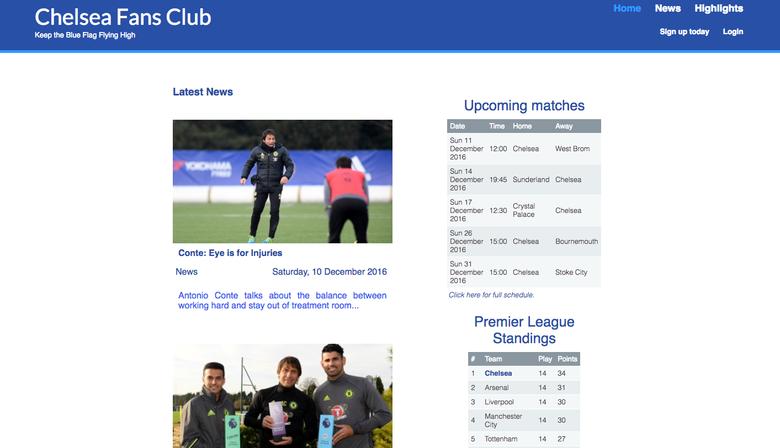 Chelsea Fans Club
Keep the Blue Flag Flying High
Home News Highlights
Sign up today Login
Latest News
YOKOHAMA
TYRES
Conte: Eye is for Injuries
News Saturday, 10 December 2016
Antonio Conte talks about the balance between
working hard and stay out of treatment room...
Upcoming matches
Date Time Home Away
Sun 11
December 12:00 Chelsea West Brom
2016
Sun 14
December 19:45 Sunderland Chelsea
2016
Sun 17
December 12:30 Crystal Palace Chelsea
2016
Sun 26
December 15:00 Chelsea Bournemouth
2016
Sun 31
December 15:00 Chelsea Stoke City
2016
Click here for full schedule.
Premier League
Standings
# Team Play Points
1 Chelsea 14 34
2 Arsenal 14 31
3 Liverpool 14 30
4 Manchester City 14 30
5 Tottenham 14 27